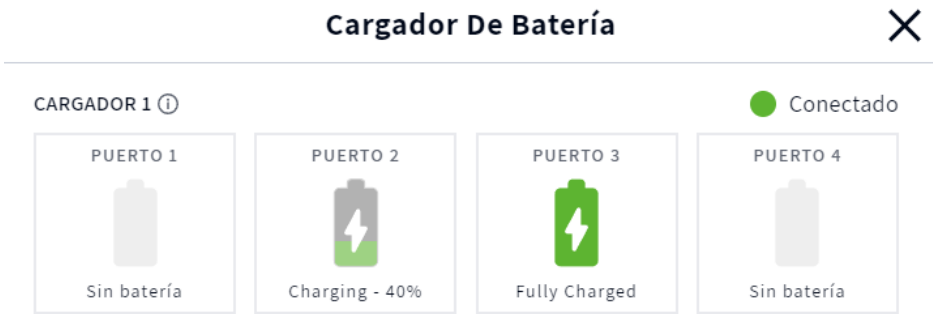 Cargador De Batería
CARGADOR 1
Conectado
PUERTO 1
Sin batería
PUERTO 2
Charging - 40%
PUERTO 3
Fully Charged
PUERTO 4
Sin batería